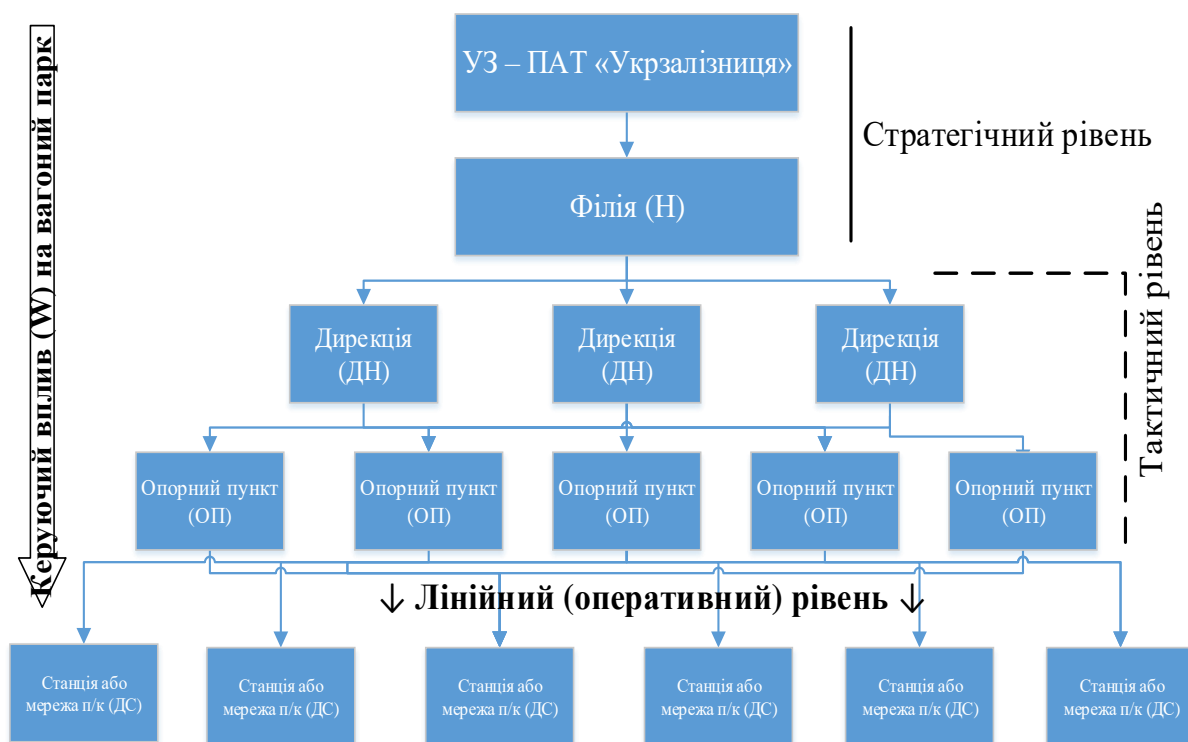 Керуючий вплив (W) на вагоний парк
УЗ – ПАТ «Укрзалізниця»
Стратегічний рівень
Філія (Н)
Тактичний рівень
Дирекція
(ДН)
Дирекція
(ДН)
Дирекція
(ДН)
Опорний пункт
(ОП)
Опорний пункт
(ОП)
Опорний пункт
(ОП)
Опорний пункт
(ОП)
Опорний пункт
(ОП)
↓ Лінійний (оперативний) рівень ↓
Станція або
мережа п/к (ДС)
Станція або
мережа п/к (ДС)
Станція або
мережа п/к (ДС)
Станція або
мережа п/к (ДС)
Станція або
мережа п/к (ДС)
Станція або
мережа п/к (ДС)